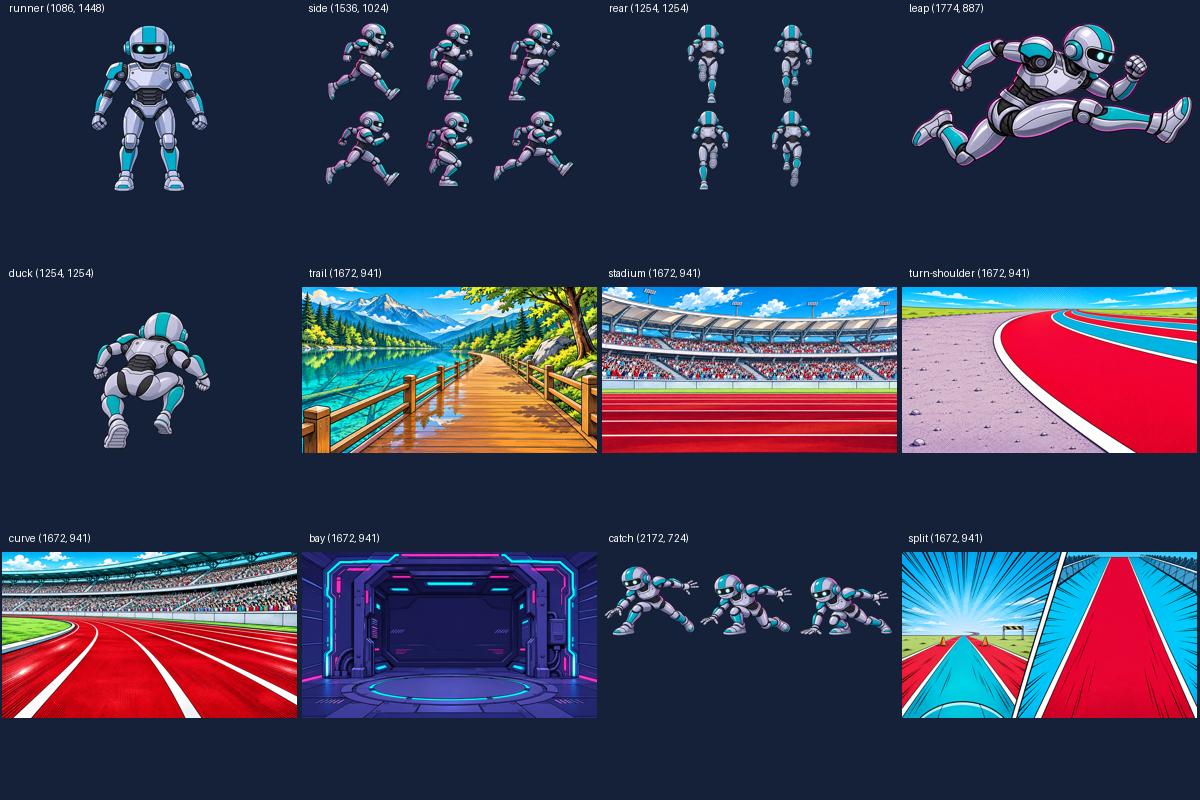 runner (1086, 1448)
side (1536, 1024)
rear (1254, 1254)
leap (1774, 887)
duck (1254, 1254)
trail (1672, 941)
stadium (1672, 941)
turn-shoulder (1672, 941)
curve (1672, 941)
bay (1672, 941)
catch (2172, 724)
split (1672, 941)